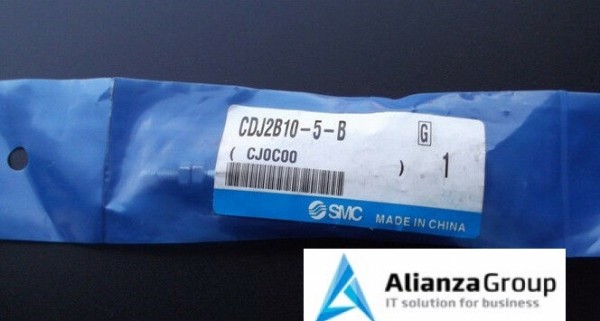 CDJ2B10-5-B
G
( CJ0C00 ) 1
SMC MADE IN CHINA
AlianzaGroup
IT solution for business